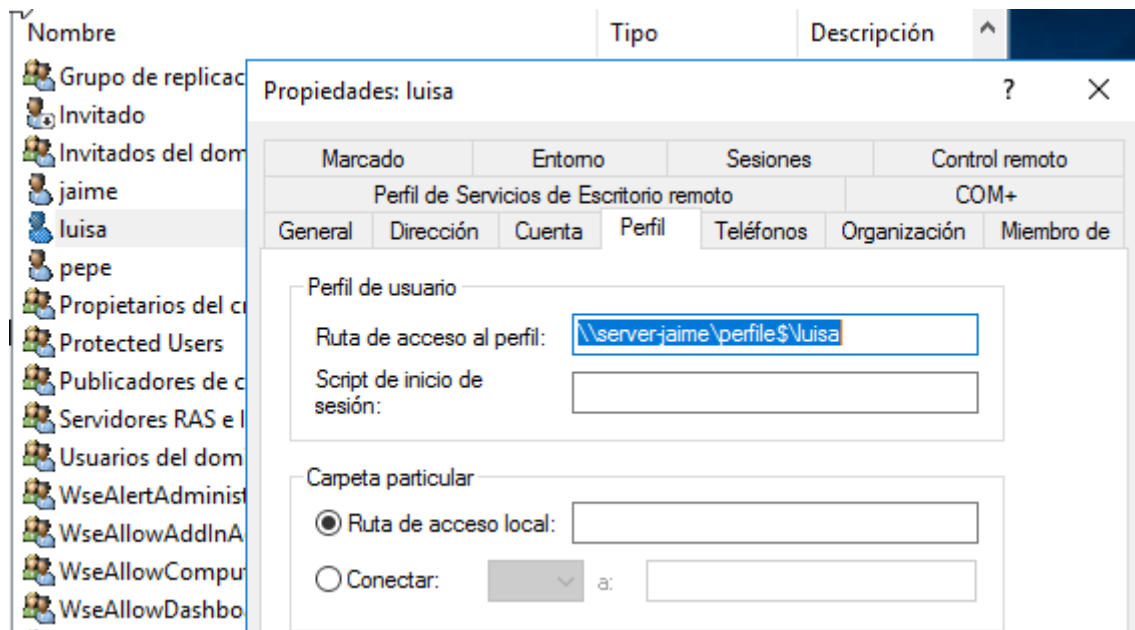 Nombre Tipo Descripción
Grupo de replicac
Invitado
Invitados del dom
jaime
luisa
pepe
Propietarios del cr
Protected Users
Publicadores de c
Servidores RAS e I
Usuarios del dom
WseAlertAdminist
WseAllowAddInA
WseAllowComput
WseAllowDashbo
Propiedades: luisa ?
Marcado Entorno Sesiones Control remoto
Perfil de Servicios de Escritorio remoto COM+
General Dirección Cuenta Perfil Teléfonos Organización Miembro de
Perfil de usuario
Ruta de acceso al perfil: \\server-jaime\perfile$\luisa
Script de inicio de
sesión:
Carpeta particular
Ruta de acceso local:
Conectar: a: